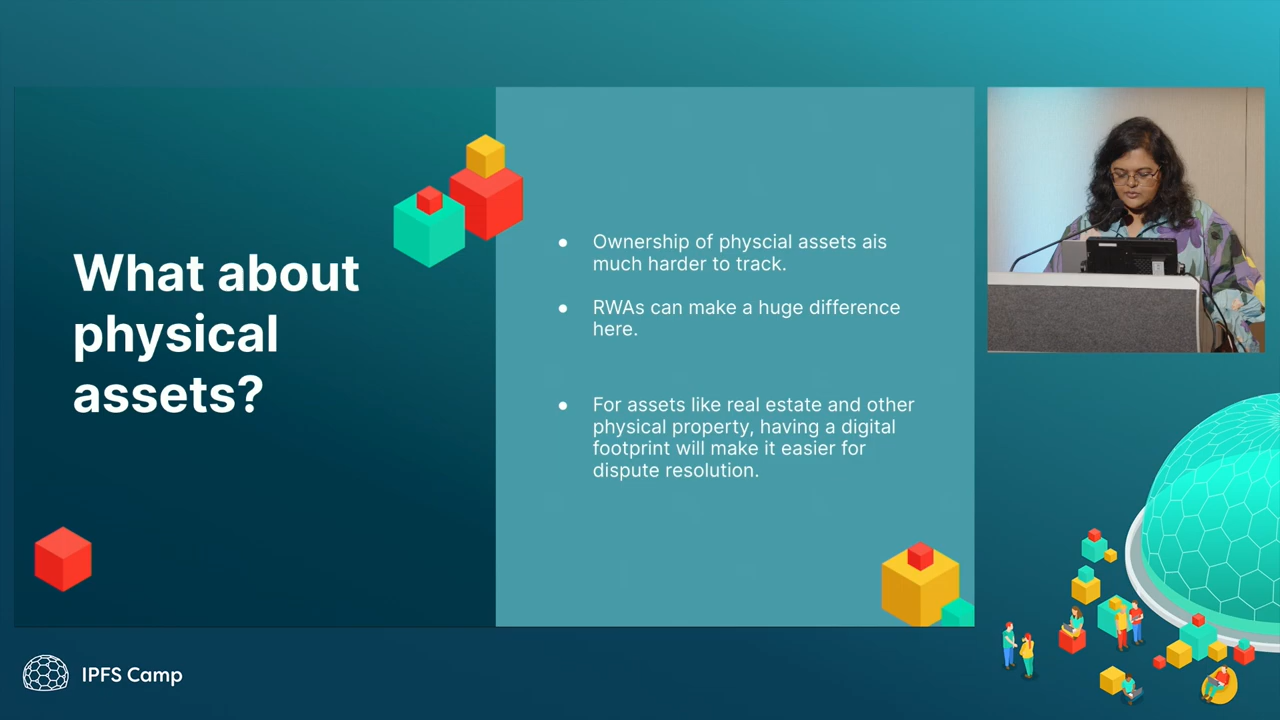 What about
physical
assets?
Ownership of physcial assets ais
much harder to track.
RWAs can make a huge difference
here.
For assets like real estate and other
physical property, having a digital
footprint will make it easier for
dispute resolution.
IPFS Camp